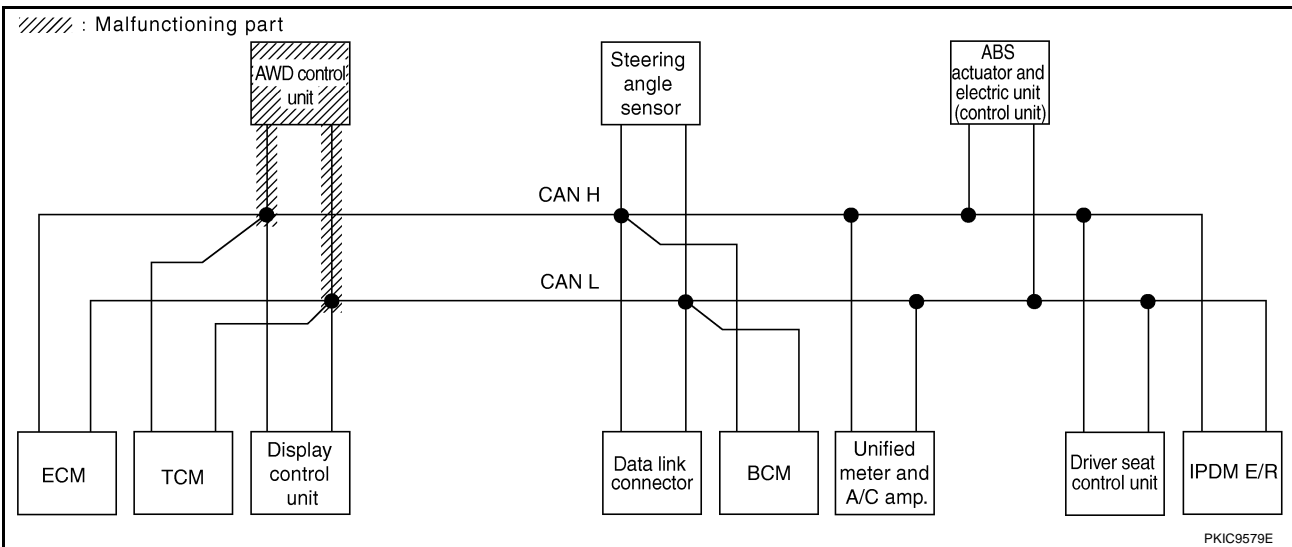 : Malfunctioning part
AWD control
unit
Steering
angle
sensor
ABS
actuator and
electric unit
(control unit)
CAN H
CAN L
ECM
TCM
Display
control
unit
Data link
connector
BCM
Unified
meter and
A/C amp.
Driver seat
control unit
IPDM E/R
PKIC9579E